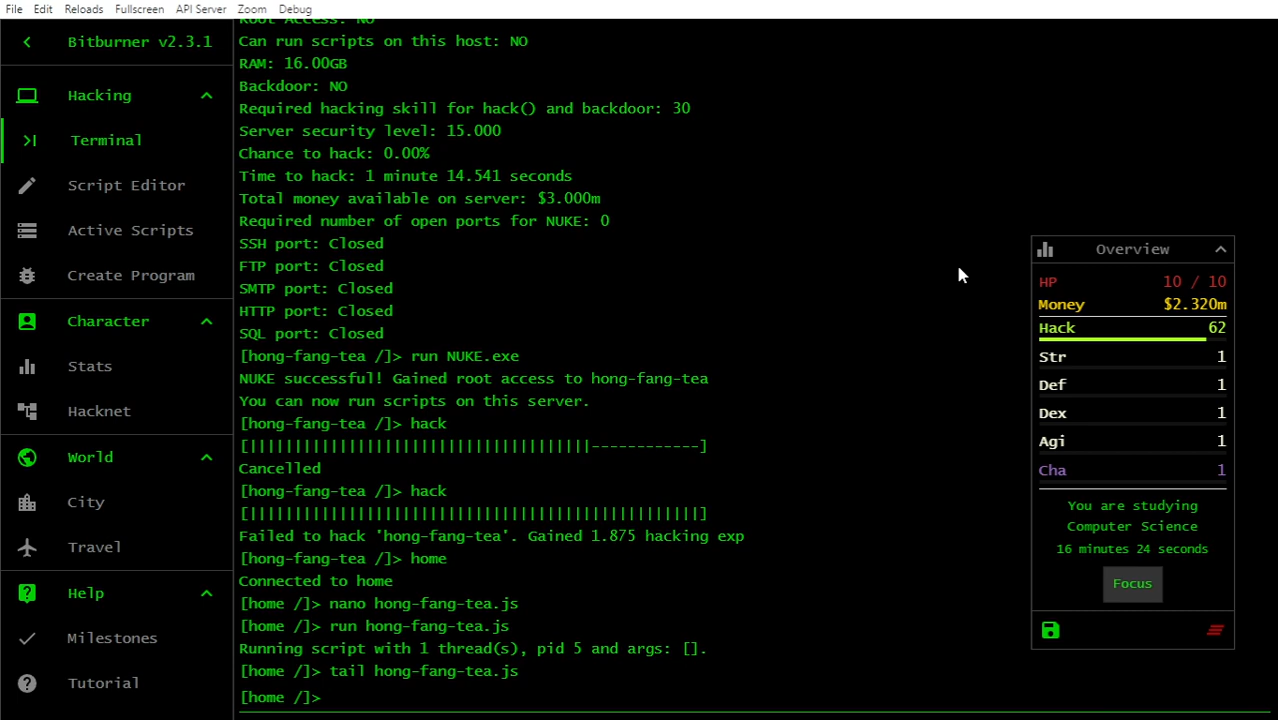 File Edit Reloads Fullscreen API Server Zoom Debug
Bitburner v2.3.1
Hacking
Terminal
Script Editor
Active Scripts
Create Program
Character
Stats
Hacknet
World
City
Travel
Help
Milestones
Tutorial
Root Access: NO
Can run scripts on this host: NO
RAM: 16.00GB
Backdoor: NO
Required hacking skill for hack() and backdoor: 30
Server security level: 15.000
Chance to hack: 0.00%
Time to hack: 1 minute 14.541 seconds
Total money available on server: $3.000m
Required number of open ports for NUKE: 0
SSH port: Closed
FTP port: Closed
SMTP port: Closed
HTTP port: Closed
SQL port: Closed
[hong-fang-tea /]> run NUKE.exe
NUKE successful! Gained root access to hong-fang-tea
You can now run scripts on this server.
[hong-fang-tea /]> hack
[||||||||||||||||||||||||||||||||||||||------------]
Cancelled
[hong-fang-tea /]> hack
[||||||||||||||||||||||||||||||||||||||||||||||||||]
Failed to hack 'hong-fang-tea'. Gained 1.875 hacking exp
[hong-fang-tea /]> home
Connected to home
[home /]> nano hong-fang-tea.js
[home /]> run hong-fang-tea.js
Running script with 1 thread(s), pid 5 and args: [].
[home /]> tail hong-fang-tea.js
[home /]>
Overview
HP 10 / 10
Money $2.320m
Hack 62
Str 1
Def 1
Dex 1
Agi 1
Cha 1
You are studying
Computer Science
16 minutes 24 seconds
Focus